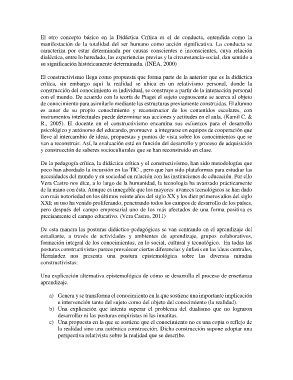 El otro concepto básico en la Didáctica Crítica es el de conducta, entendida como la
manifestación de la totalidad del ser humano como acción significativa. La conducta se
caracteriza por estar determinada por causas conscientes e inconscientes, cuya relación
dialéctica, entre lo heredado, las experiencias previas y la circunstancia-social, dan sentido a
su significación históricamente determinada. (INEA, 2000)
El constructivismo llega como propuesta que forma parte de la anterior que es la didáctica
crítica, sin embargo aquí la realidad se ubica en un relativismo personal, donde la
construcción del conocimiento es individual, se construye a partir de la interacción personal
con el mundo. De acuerdo con la teoría de Piaget el sujeto cognoscente se acerca al objeto
de conocimiento para asimilarlo mediante las estructuras previamente construidas. El alumno
es autor de su propio conocimiento y reconstructor de los contenidos escolares, con
instrumentos intelectuales puede determinar sus acciones y actitudes en el aula. (Kamil C. &
R., 2005). El docente en el constructivismo encamina sus esfuerzos para el desarrollo
psicológico y autónomo del educando, promueve a integrarse en equipos de cooperación que
lleve al intercambio de ideas, propuestas y puntos de vista sobre los conocimientos que se
van a reconstruir. Así, la evaluación está en función del desarrollo y proceso de adquisición
y construcción de saberes socioculturales que se han reconstruido en clase.
De la pedagogía crítica, la didáctica crítica y el constructivismo, han sido metodologías que
poco han abordado la incursión en las TIC, pero que han sido plataforma para estudiar las
necesidades del mundo y su sociedad en relación con las instituciones de educación. Por ello
Vera Castro nos dice, a lo largo de la humanidad, la tecnología ha avanzado prácticamente
de la mano con ésta. Aunque es innegable que los mayores avances tecnológicos se han dado
con más notoriedad en los últimos veinte años del siglo XX y los diez primeros años del siglo
XXI; su uso ha venido proliferando, penetrando todos los campos de desarrollo de los países,
pero después del campo empresarial uno de los más afectados de una forma positiva es
precisamente el campo educativo. (Vera Castro, 2011)
De esta manera las posturas didáctico-pedagógicas se van centrando en el aprendizaje del
estudiante, a través de actividades y ambientes de aprendizaje, grupos colaborativos,
formación integral de los conocimientos, en lo social, cultural y tecnológico. En todas las
posturas constructivistas parece prevalecer ciertas diferencias y énfasis en las ideas centrales,
Hernández nos presenta una postura epistemológica sobre las diversas miradas
constructivistas:
Una explicación alternativa epistemológica de cómo se desarrolla el proceso de enseñanza
aprendizaje.
a) Genera y se transforma el conocimiento en la que sostiene una importante implicación
e intervención tanto del sujeto como del objeto del conocimiento (la realidad).
b) Una explicación que intenta superar el problema del dualismo que no lograron
desarrollar ni las posturas empiristas ni las innatistas.
c) Una propuesta en la que se sostiene que el conocimiento no es una copia o reflejo de
la realidad sino una auténtica construcción. Dicha construcción supone adoptar una
perspectiva relativista sobre la realidad que se describe.